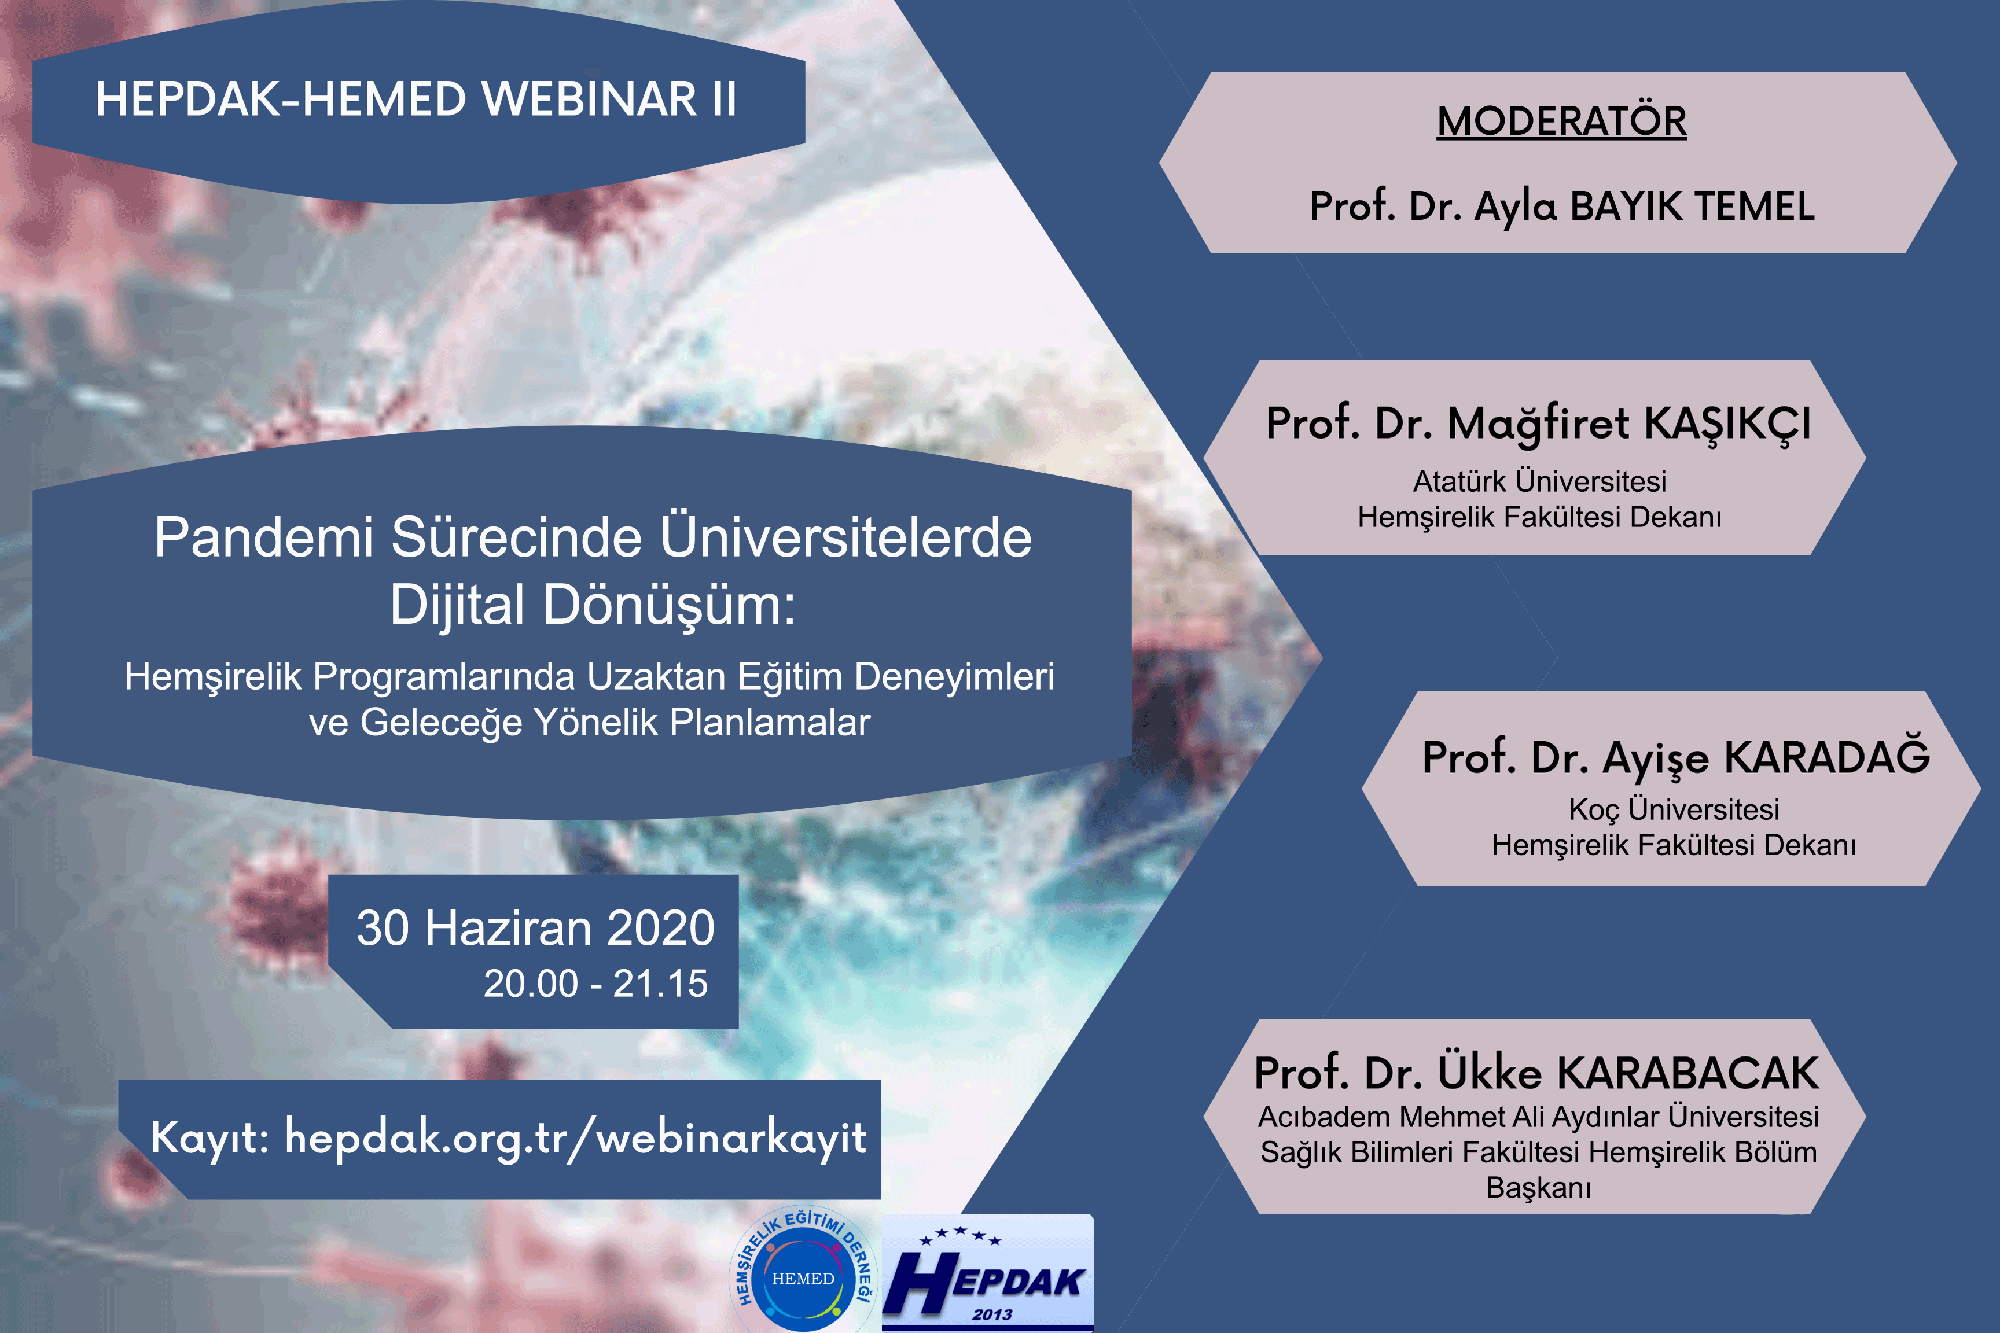 HEPDAK-HEMED WEBINAR II
Pandemi Sürecinde Üniversitelerde
Dijital Dönüşüm:
Hemşirelik Programlarında Uzaktan Eğitim Deneyimleri
ve Geleceğe Yönelik Planlamalar
30 Haziran 2020
20.00 - 21.15
Kayıt: hepdak.org.tr/webinarkayit
HEMŞİRELİK EĞİTİMİ DERNEĞİ
HEMED
HEPDAK
2013
MODERATÖR
Prof. Dr. Ayla BAYIK TEMEL
Prof. Dr. Mağfiret KAŞIKÇI
Atatürk Üniversitesi
Hemşirelik Fakültesi Dekanı
Prof. Dr. Ayişe KARADAĞ
Koç Üniversitesi
Hemşirelik Fakültesi Dekanı
Prof. Dr. Ükke KARABACAK
Acıbadem Mehmet Ali Aydınlar Üniversitesi
Sağlık Bilimleri Fakültesi Hemşirelik Bölüm
Başkanı